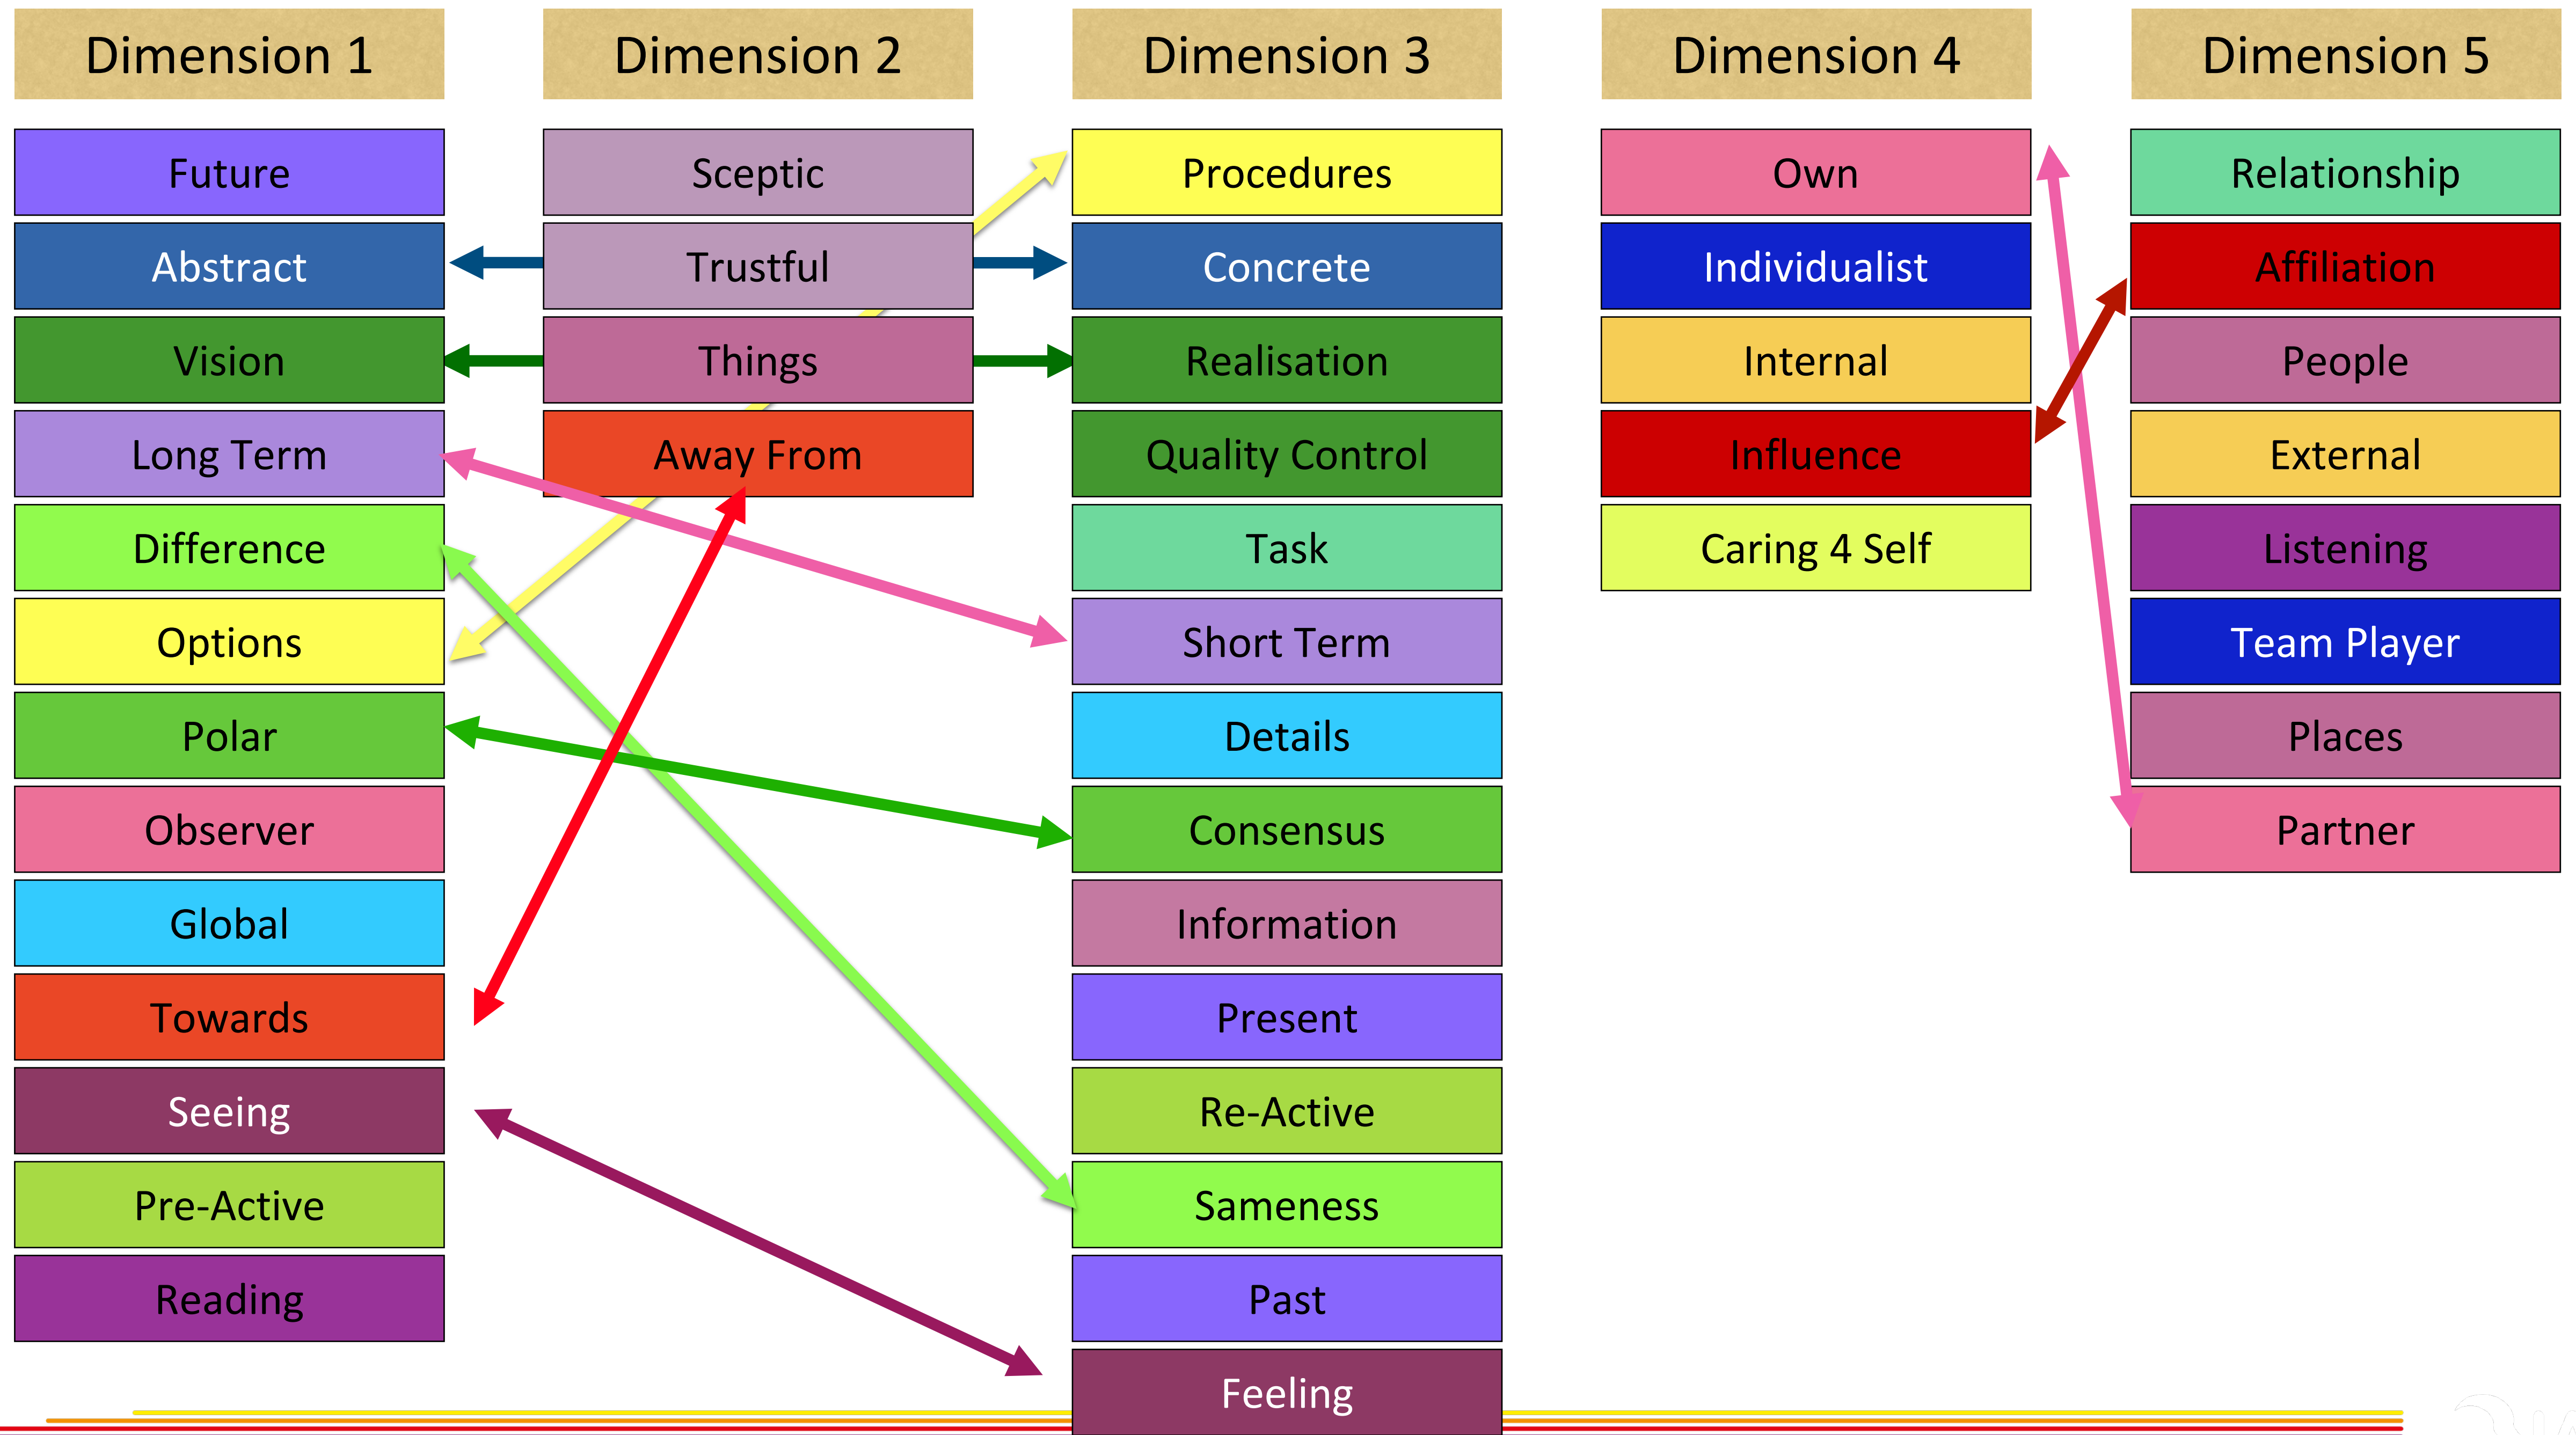 Dimension 1
Future
Abstract
Vision
Long Term
Difference
Options
Polar
Observer
Global
Towards
Seeing
Pre-Active
Reading
Dimension 2
Sceptic
Trustful
Things
Away From
Dimension 3
Procedures
Concrete
Realisation
Quality Control
Task
Short Term
Details
Consensus
Information
Present
Re-Active
Sameness
Past
Feeling
Dimension 4
Own
Individualist
Internal
Influence
Caring 4 Self
Dimension 5
Relationship
Affiliation
People
External
Listening
Team Player
Places
Partner